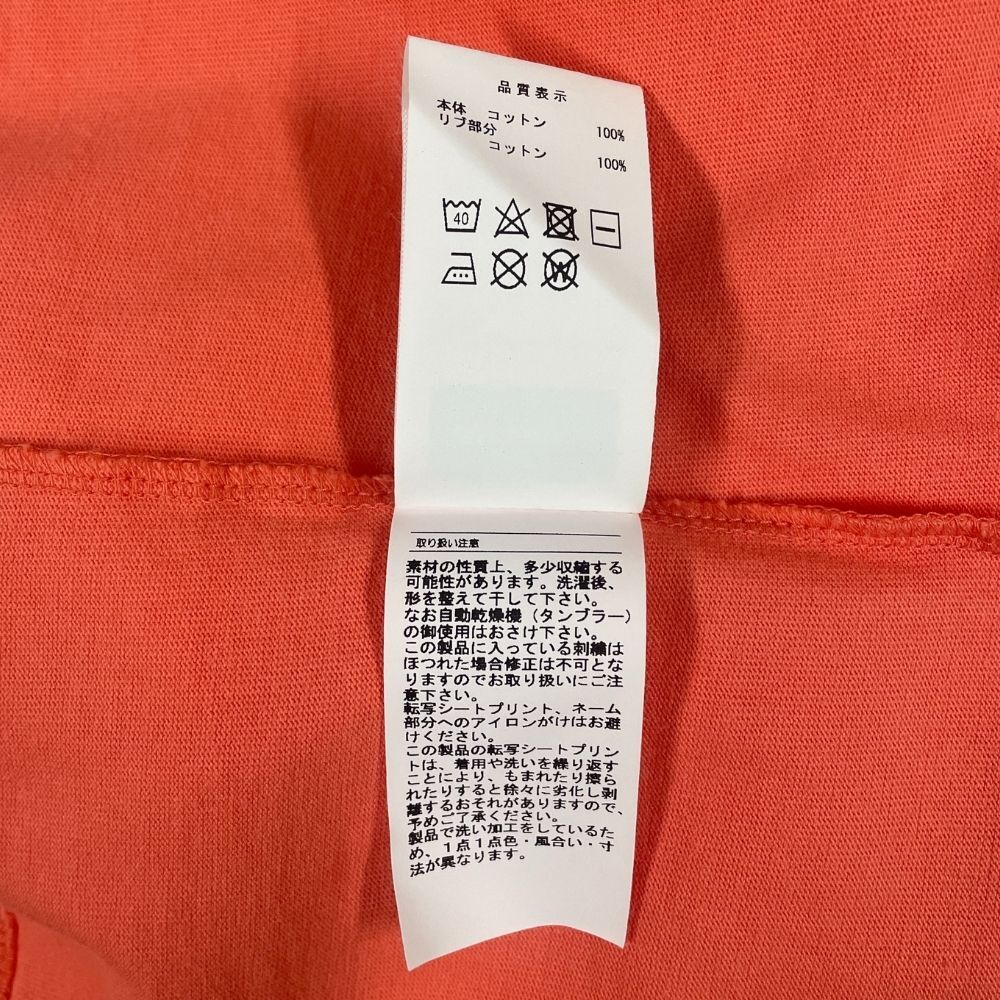 品質表示
本体 コットン 100%
リブ部分
コットン 100%
40
W
取り扱い注意
素材の性質上、多少収縮する
可能性があります。洗濯後、
形を整えて干して下さい。
なお自動乾燥機（タンブラー）
の御使用はおさけ下さい。
この製品に入っている刺繍は
ほつれた場合修正は不可とな
りますのでお取り扱いにご注
意下さい。
転写シートプリント、ネーム
部分へのアイロンがけはお避
けください。
この製品の転写シートプリン
トは、着用や洗いを繰り返す
ことにより、もまれたり擦ら
れたりすると徐々に劣化し剥
離するおそれがありますので、
予めご了承ください。
製品で洗い加工をしているた
め、１点１点色・風合い・寸
法が異なります。